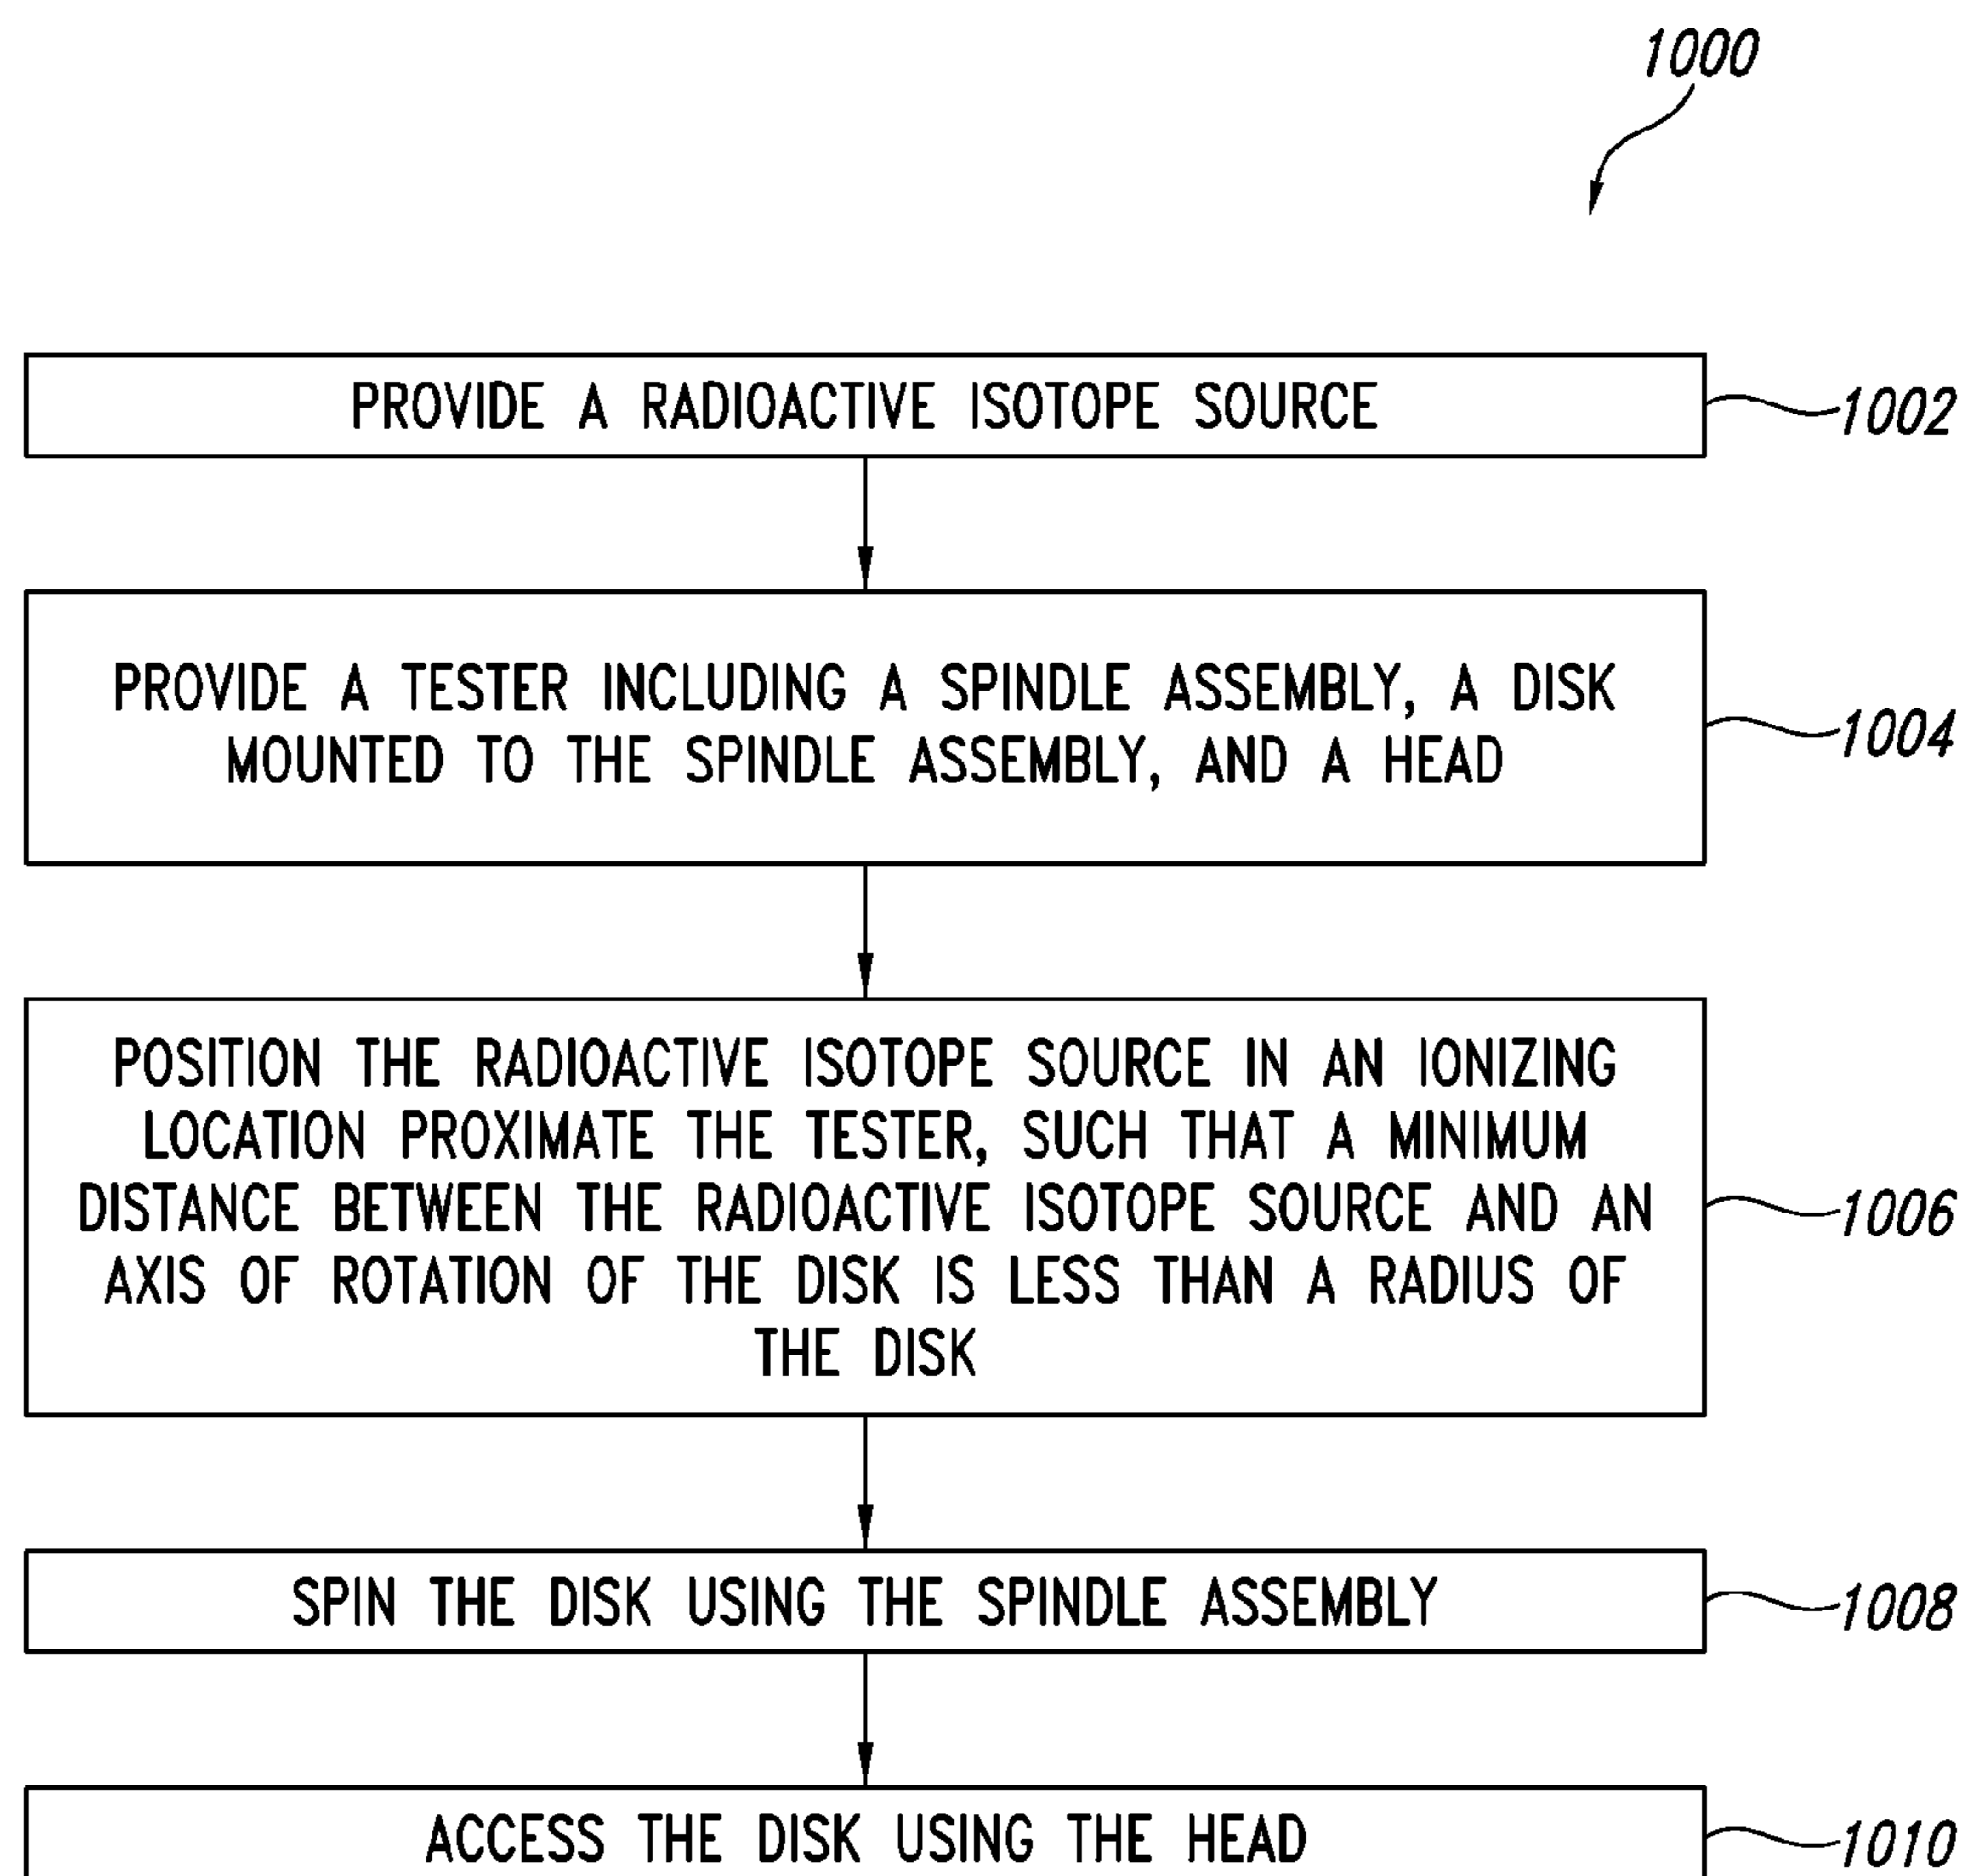 1000
PROVIDE A RADIOACTIVE ISOTOPE SOURCE
1002
PROVIDE A TESTER INCLUDING A SPINDLE ASSEMBLY, A DISK
MOUNTED TO THE SPINDLE ASSEMBLY, AND A HEAD
1004
POSITION THE RADIOACTIVE ISOTOPE SOURCE IN AN IONIZING
LOCATION PROXIMATE THE TESTER, SUCH THAT A MINIMUM
DISTANCE BETWEEN THE RADIOACTIVE ISOTOPE SOURCE AND AN
AXIS OF ROTATION OF THE DISK IS LESS THAN A RADIUS OF
THE DISK
1006
SPIN THE DISK USING THE SPINDLE ASSEMBLY
1008
ACCESS THE DISK USING THE HEAD
1010